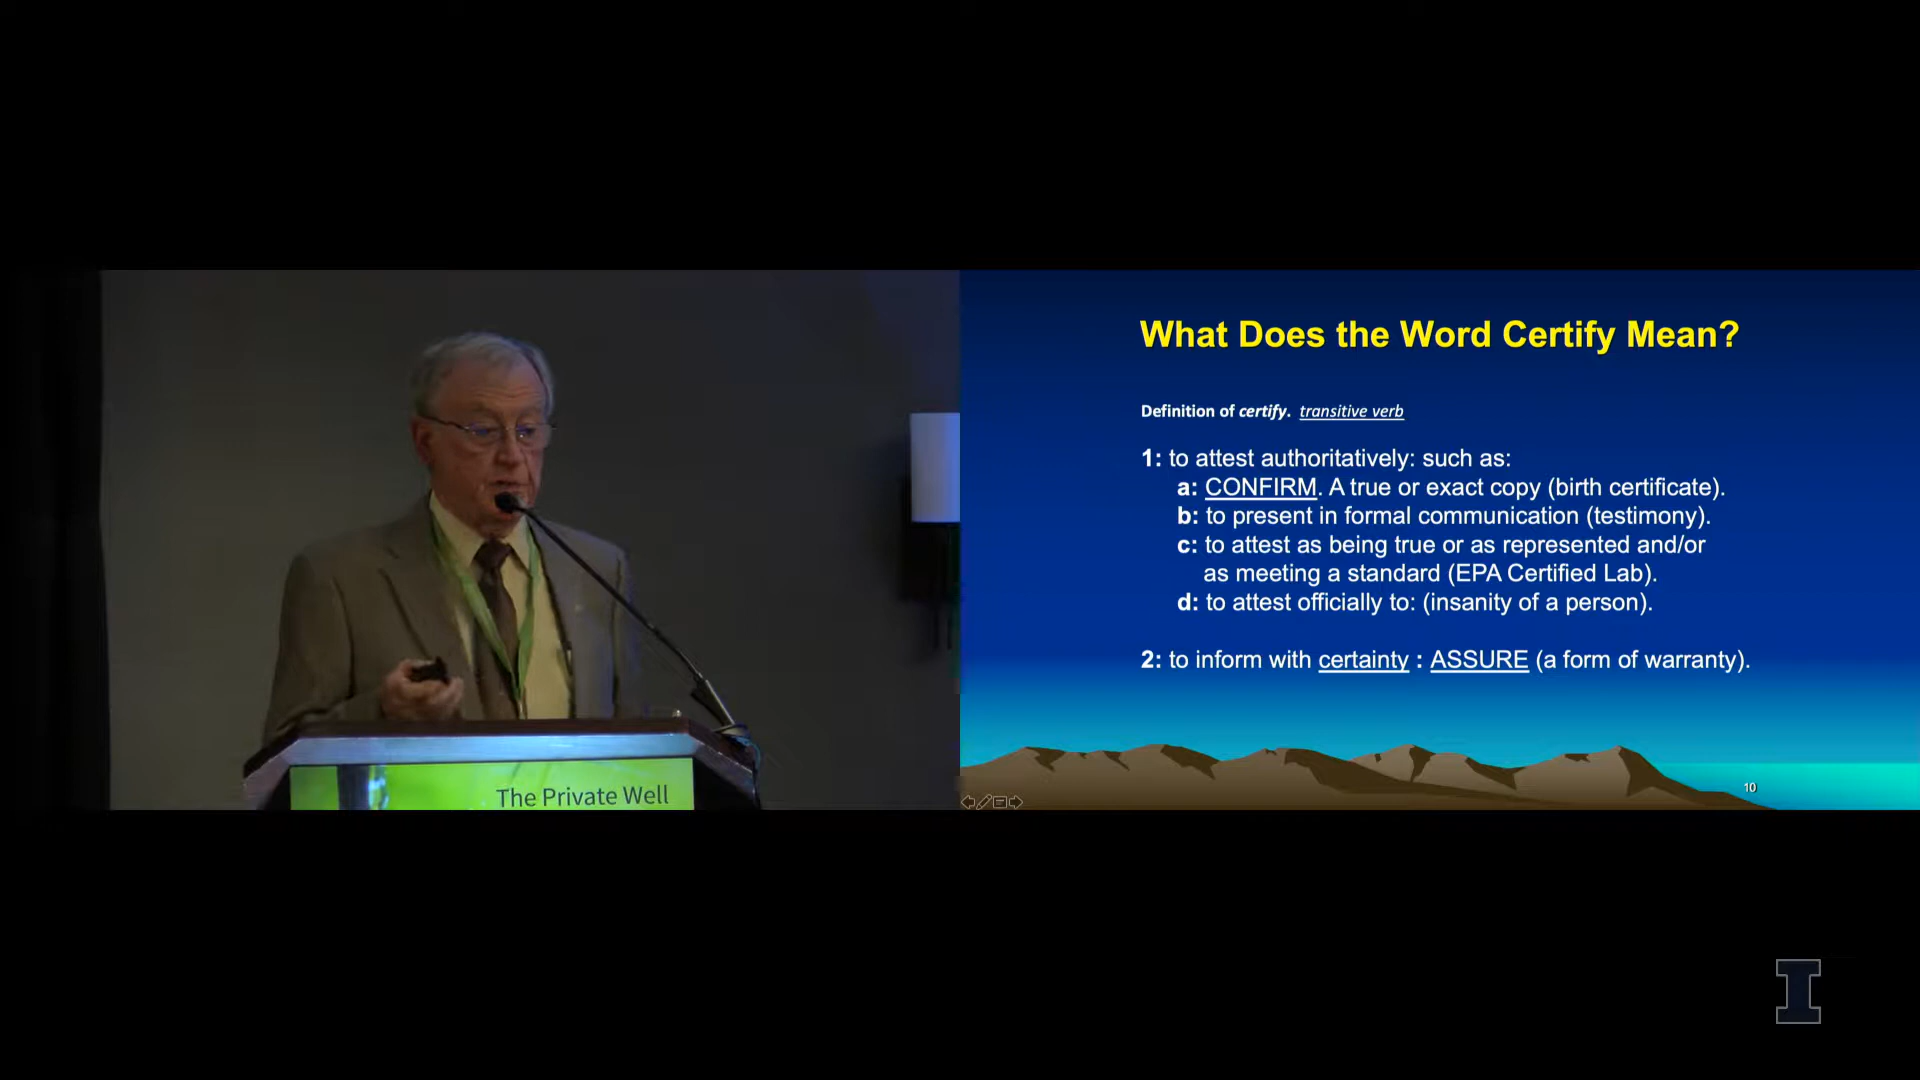 The Private Well
What Does the Word Certify Mean?
Definition of certify. transitive verb
1: to attest authoritatively: such as:
a: CONFIRM. A true or exact copy (birth certificate).
b: to present in formal communication (testimony).
c: to attest as being true or as represented and/or
as meeting a standard (EPA Certified Lab).
d: to attest officially to: (insanity of a person).
2: to inform with certainty : ASSURE (a form of warranty).
10
I